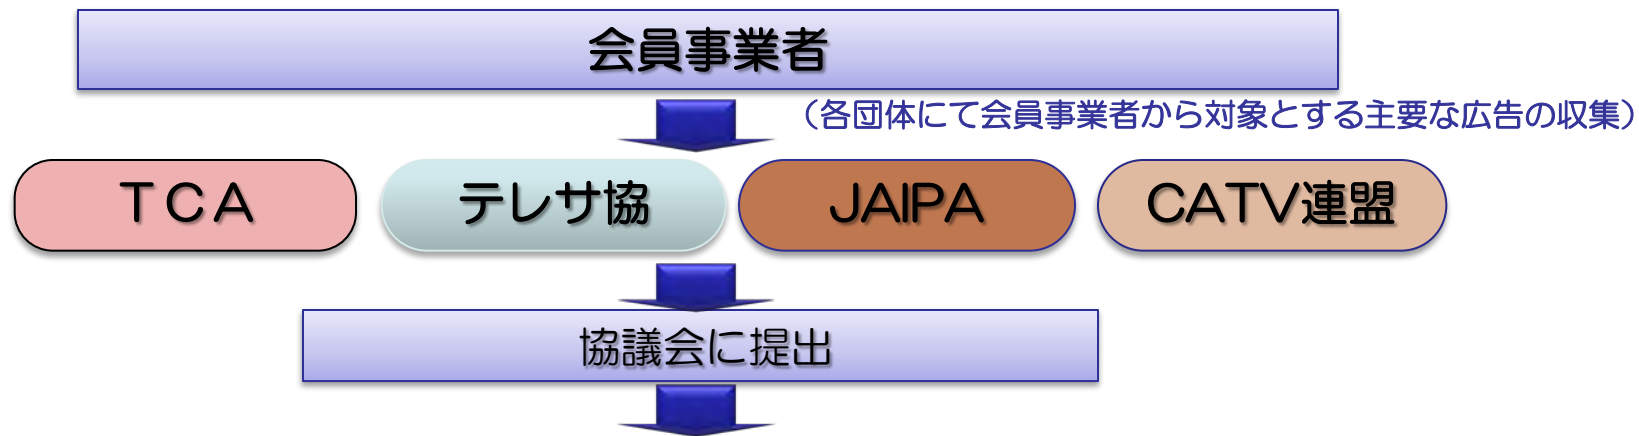 会員事業者
（各団体にて会員事業者から対象とする主要な広告の収集）
ＴＣＡ
テレサ協
JAIPA
CATV連盟
協議会に提出